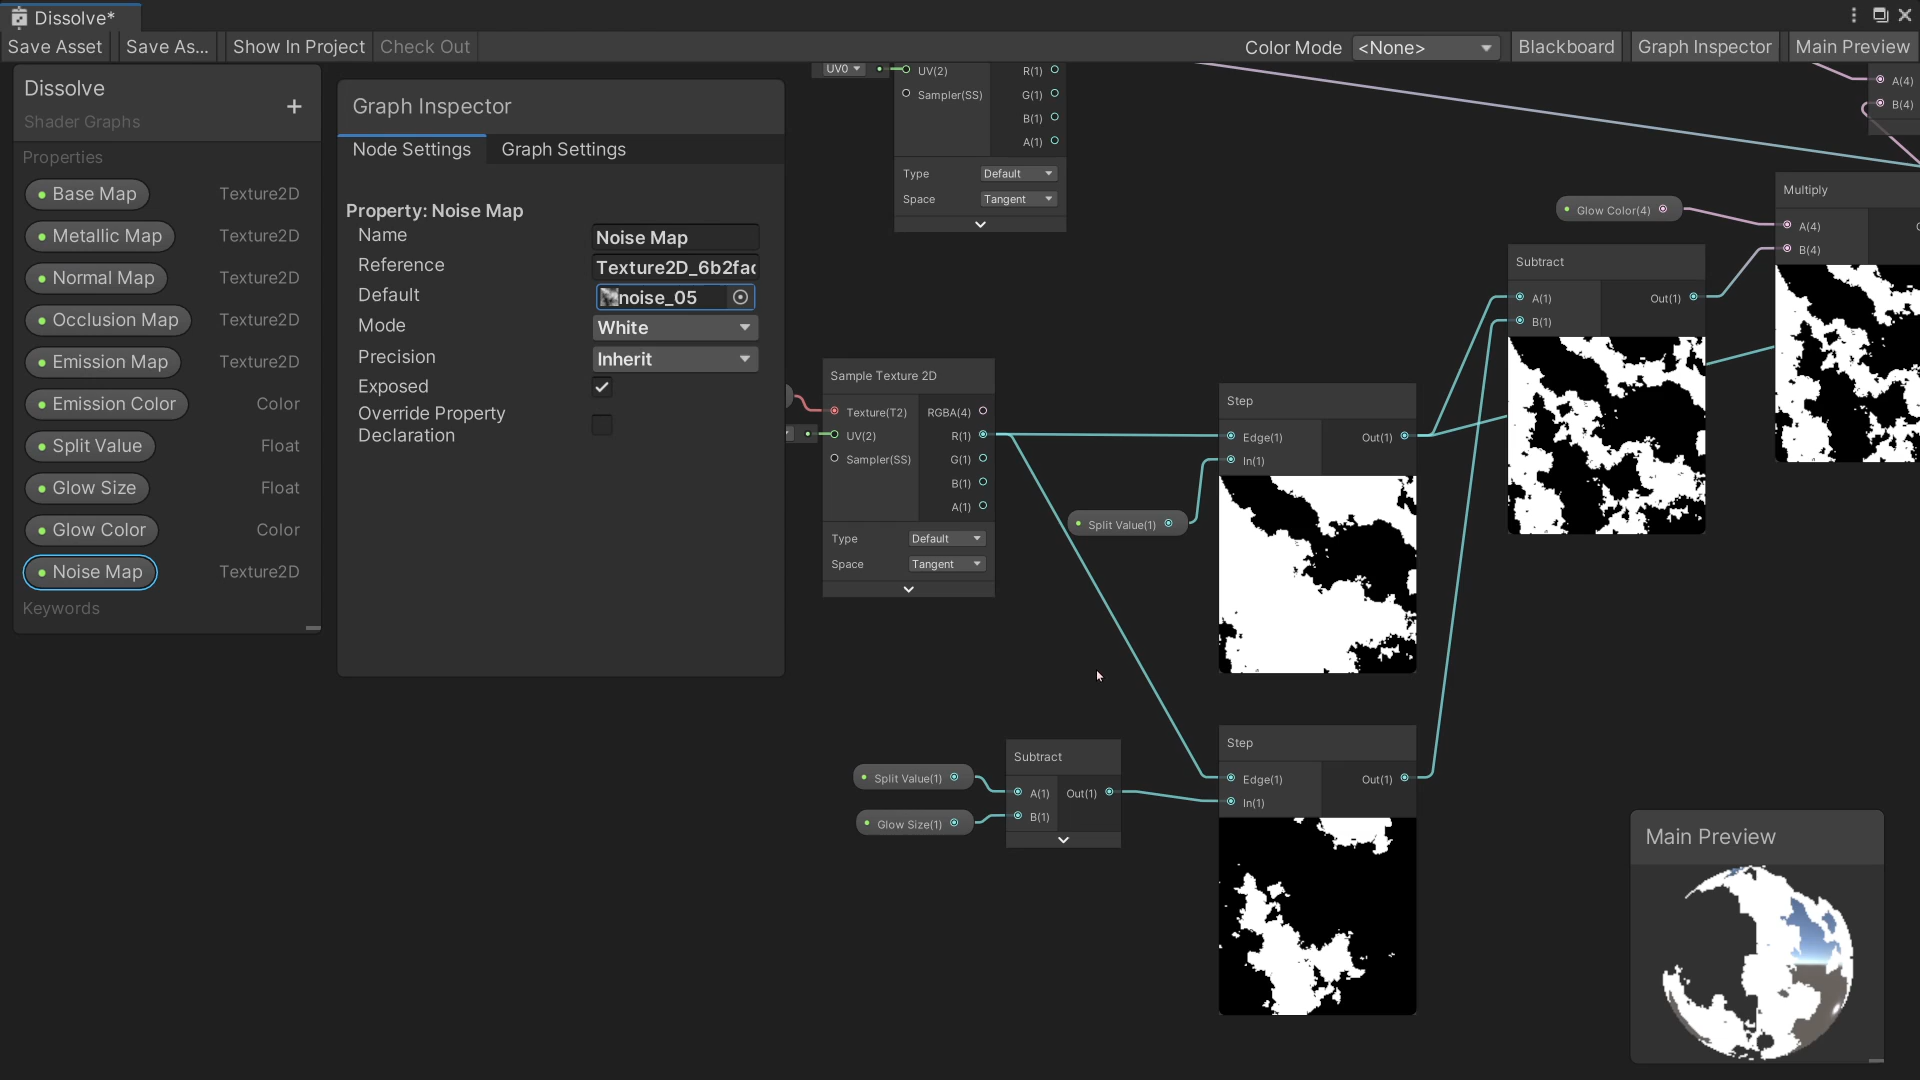 Dissolve*
Save Asset
Save As...
Show In Project
Check Out
Color Mode
<None>
Blackboard
Graph Inspector
Main Preview
Dissolve
+
Shader Graphs
Properties
Base Map Texture2D
Metallic Map Texture2D
Normal Map Texture2D
Occlusion Map Texture2D
Emission Map Texture2D
Emission Color Color
Split Value Float
Glow Size Float
Glow Color Color
Noise Map Texture2D
Keywords
Graph Inspector
Node Settings
Graph Settings
Property: Noise Map
Name Noise Map
Reference Texture2D_6b2fac
Default noise_05
Mode White
Precision Inherit
Exposed
Override Property
Declaration
UV0
UV(2) R(1)
Sampler(SS) G(1)
B(1)
A(1)
Type Default
Space Tangent
Sample Texture 2D
Texture(T2) RGBA(4)
UV(2) R(1)
Sampler(SS) G(1)
B(1)
A(1)
Type Default
Space Tangent
Split Value(1)
Step
Edge(1) Out(1)
In(1)
Split Value(1)
Glow Size(1)
Subtract
A(1) Out(1)
B(1)
Step
Edge(1) Out(1)
In(1)
Subtract
A(1) Out(1)
B(1)
Glow Color(4)
Multiply
A(4)
B(4)
A(4)
B(4)
Main Preview